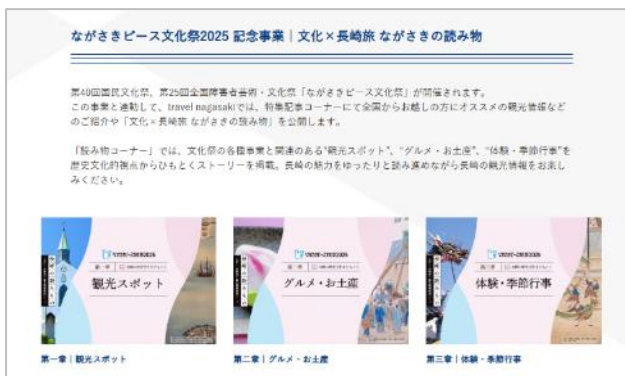 ながさきピース文化祭2025 記念事業｜文化×長崎旅 ながさきの読み物
第40回国民文化祭、第25回全国障害者芸術・文化祭「ながさきピース文化祭」が開催されます。
この事業と連動して、travel nagasakiでは、特集記事コーナーにて全国からお越しの方にオススメの観光情報など
のご紹介や「文化×長崎旅 ながさきの読み物」を公開します。
「読み物コーナー」では、文化祭の各種事業と関連のある“観光スポット”、“グルメ・お土産”、“体験・季節行事”を
歴史文化的視点からひもとくストーリーを掲載。長崎の魅力をゆったりと読み進めながら長崎の観光情報をお楽し
みください。
観光スポット
グルメ・お土産
体験・季節行事
第一章｜観光スポット
第二章｜グルメ・お土産
第三章｜体験・季節行事